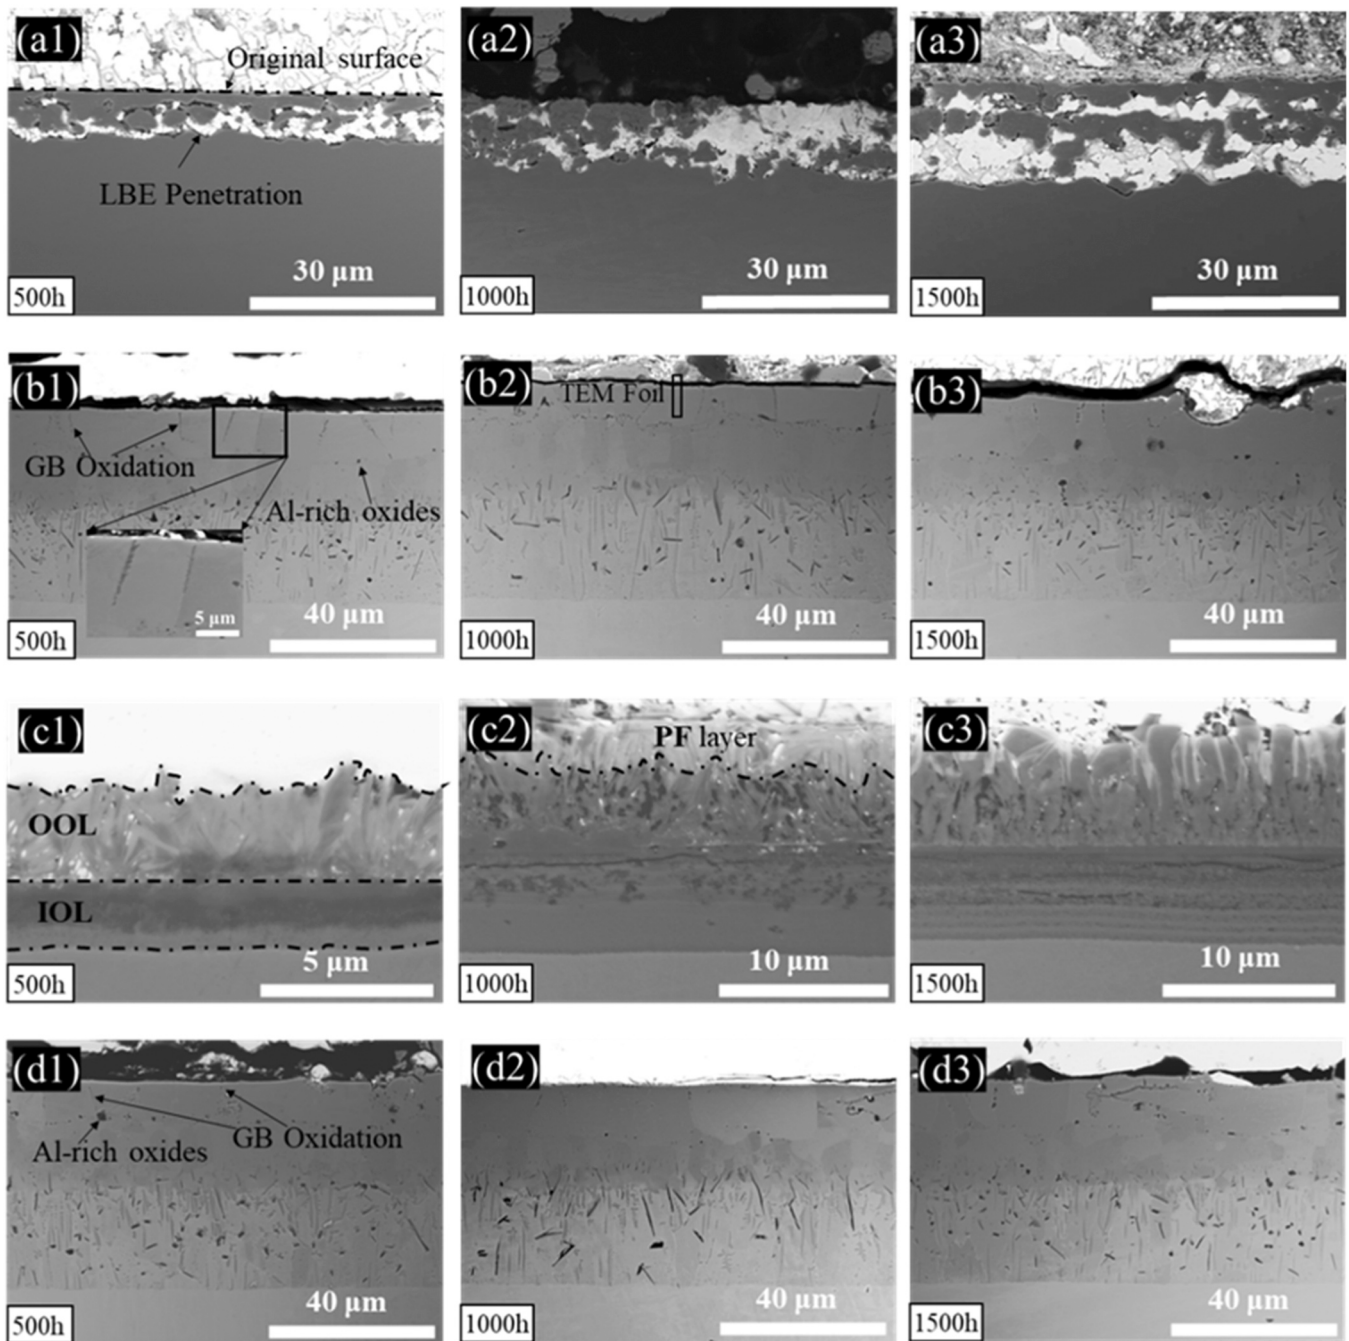 (a1)
Original surface
LBE Penetration
30 μm
500h
(a2)
30 μm
1000h
(a3)
30 μm
1500h
(b1)
GB Oxidation
Al-rich oxides
5 μm
40 μm
500h
(b2)
TEM Foil
40 μm
1000h
(b3)
40 μm
1500h
(c1)
OOL
IOL
5 μm
500h
(c2)
PF layer
10 μm
1000h
(c3)
10 μm
1500h
(d1)
GB Oxidation
Al-rich oxides
40 μm
500h
(d2)
40 μm
1000h
(d3)
40 μm
1500h